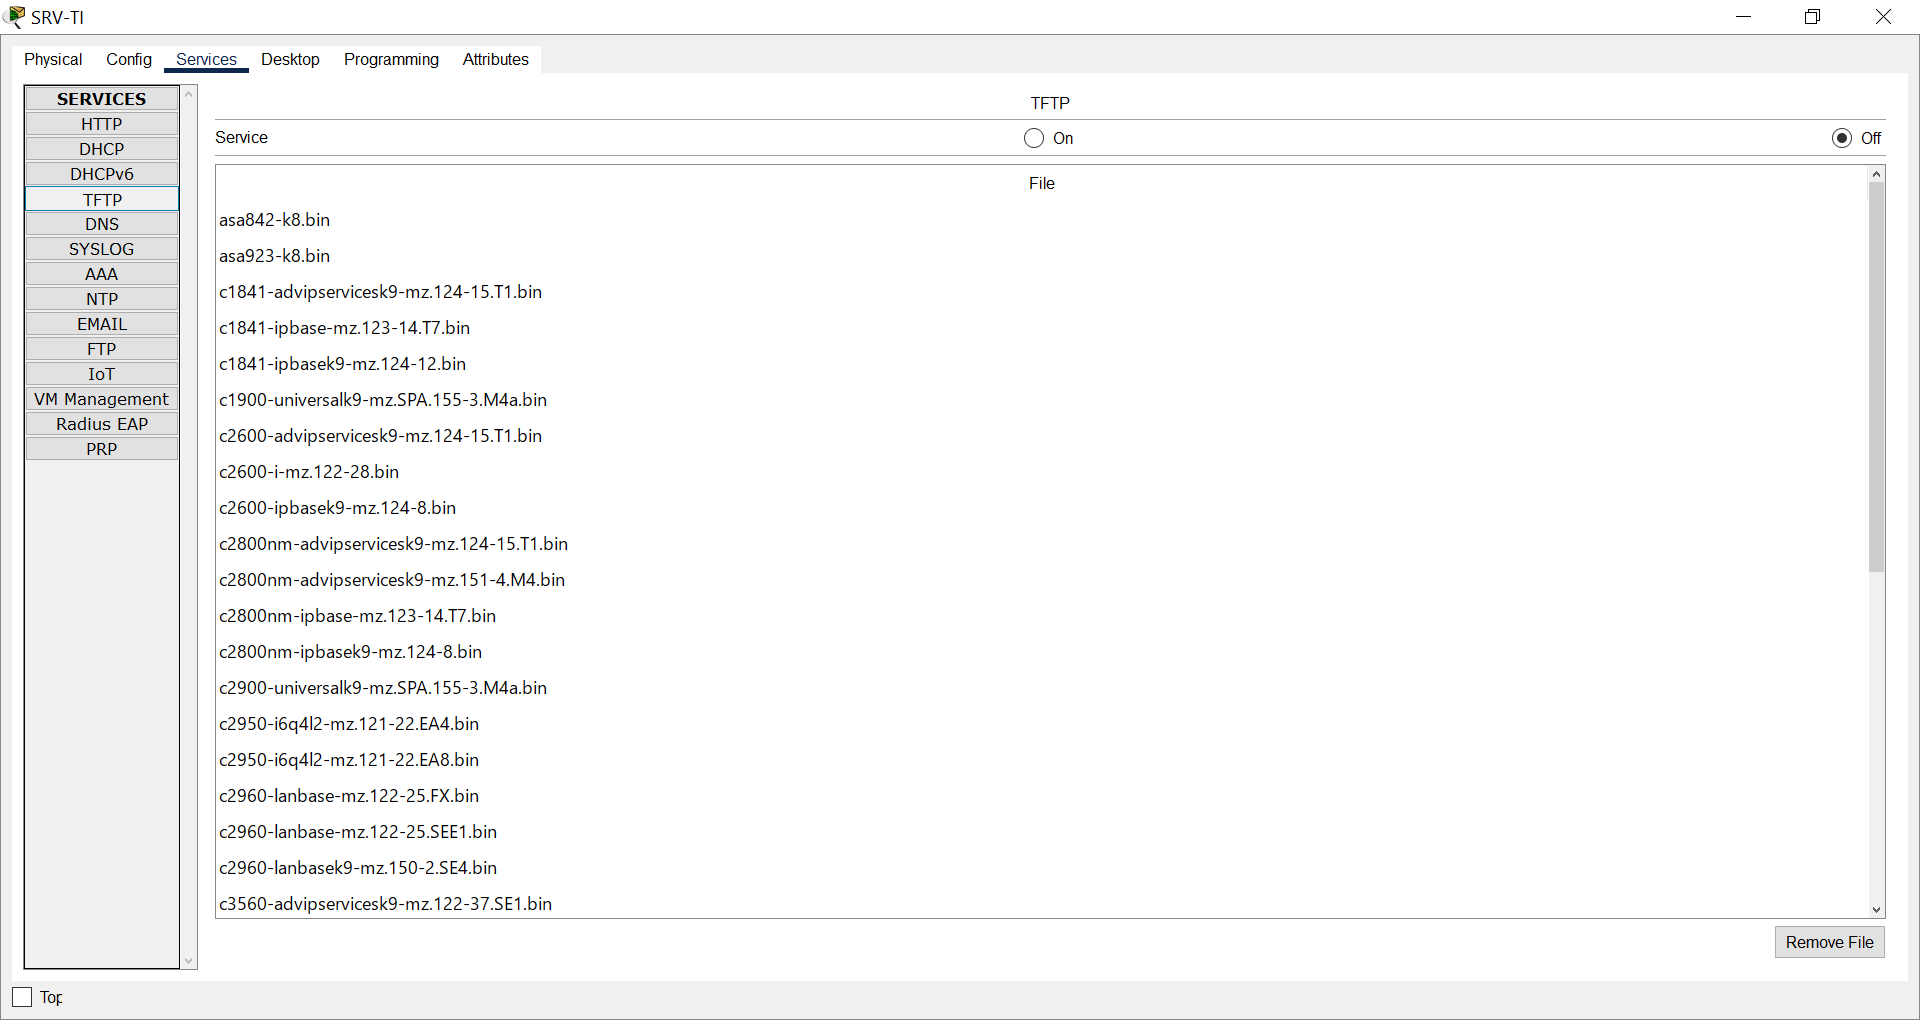 SRV-TI
Physical Config Services Desktop Programming Attributes
SERVICES
HTTP
DHCP
DHCPv6
TFTP
DNS
SYSLOG
AAA
NTP
EMAIL
FTP
IoT
VM Management
Radius EAP
PRP
TFTP
Service On Off
File
asa842-k8.bin
asa923-k8.bin
c1841-advipservicesk9-mz.124-15.T1.bin
c1841-ipbase-mz.123-14.T7.bin
c1841-ipbasek9-mz.124-12.bin
c1900-universalk9-mz.SPA.155-3.M4a.bin
c2600-advipservicesk9-mz.124-15.T1.bin
c2600-i-mz.122-28.bin
c2600-ipbasek9-mz.124-8.bin
c2800nm-advipservicesk9-mz.124-15.T1.bin
c2800nm-advipservicesk9-mz.151-4.M4.bin
c2800nm-ipbase-mz.123-14.T7.bin
c2800nm-ipbasek9-mz.124-8.bin
c2900-universalk9-mz.SPA.155-3.M4a.bin
c2950-i6q4l2-mz.121-22.EA4.bin
c2950-i6q4l2-mz.121-22.EA8.bin
c2960-lanbase-mz.122-25.FX.bin
c2960-lanbase-mz.122-25.SEE1.bin
c2960-lanbasek9-mz.150-2.SE4.bin
c3560-advipservicesk9-mz.122-37.SE1.bin
Remove File
Top